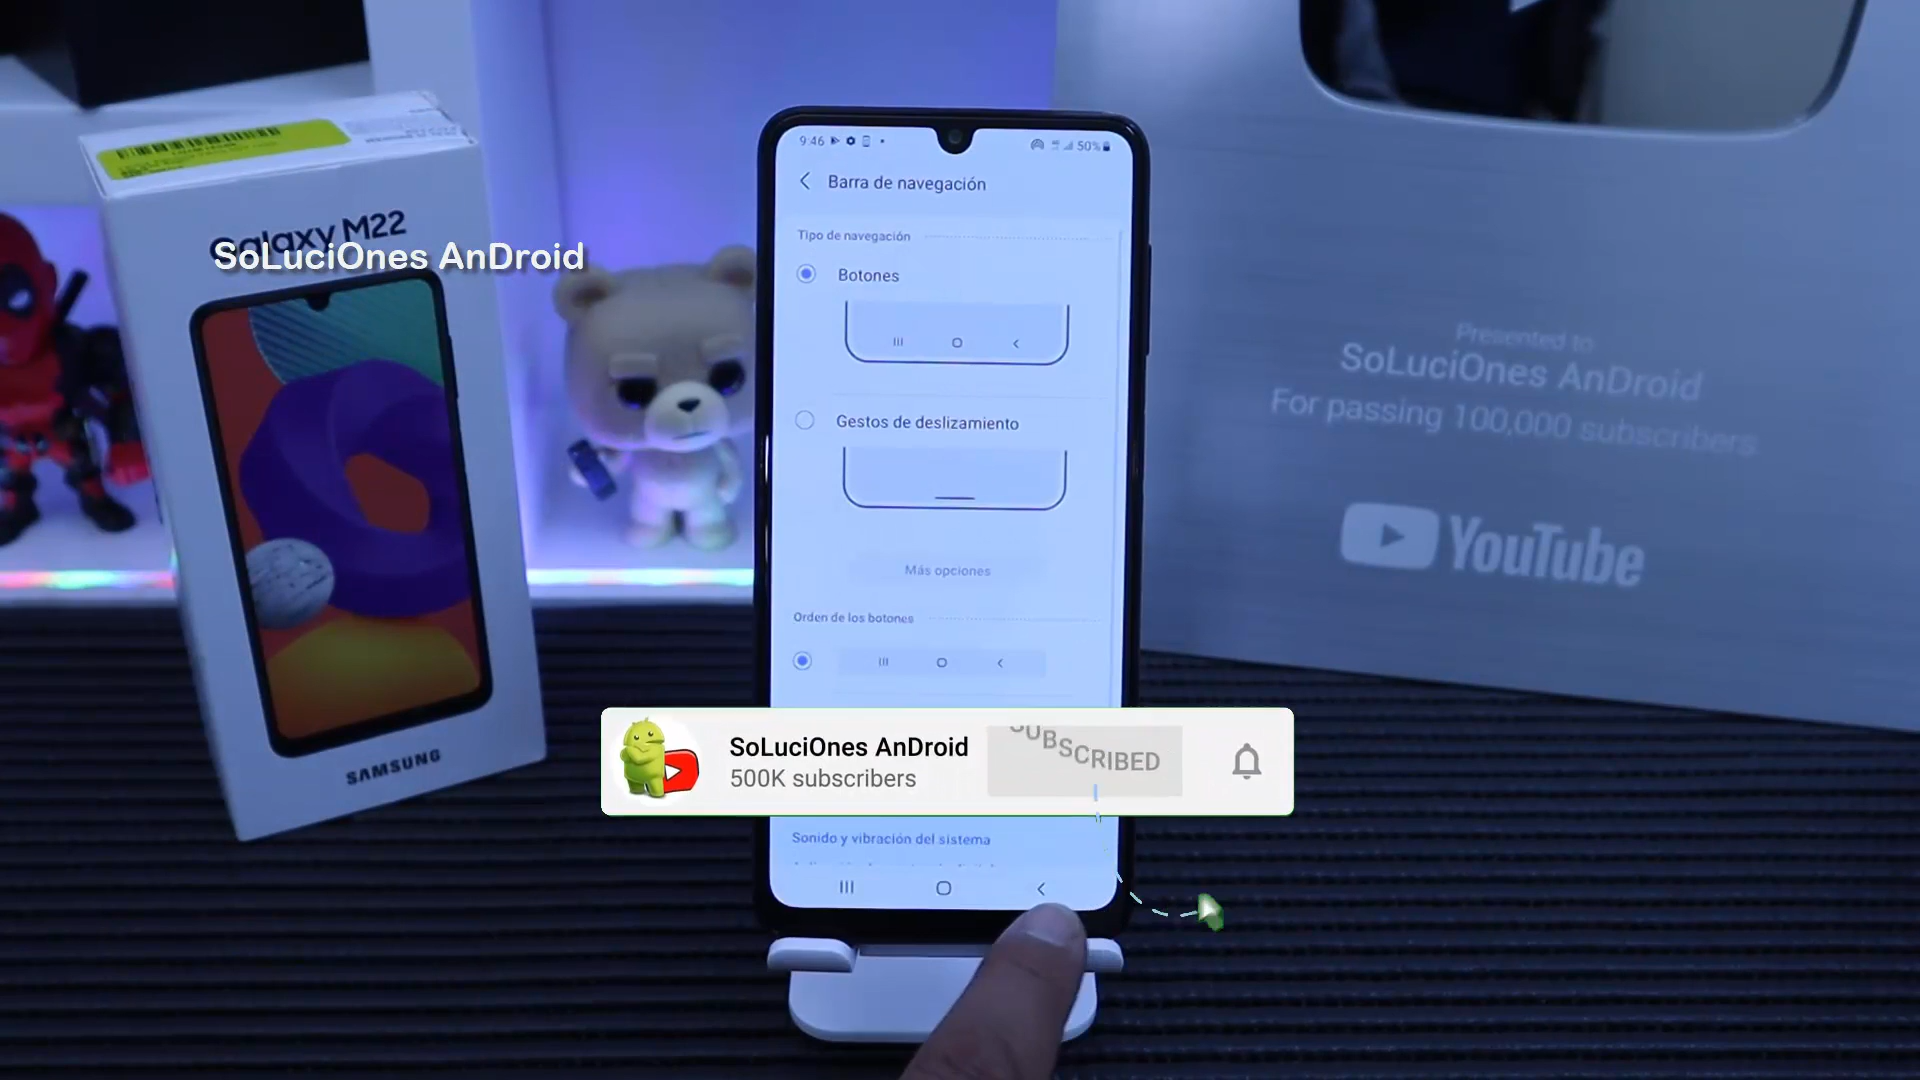 Galaxy M22
SoLuciOnes AnDroid
SAMSUNG
9:46
50%
Barra de navegación
Tipo de navegación
Botones
Gestos de deslizamiento
Más opciones
Orden de los botones
SoLuciOnes AnDroid
500K subscribers
SUBSCRIBED
Sonido y vibración del sistema
Presented to
SoLuciOnes AnDroid
For passing 100,000 subscribers
YouTube